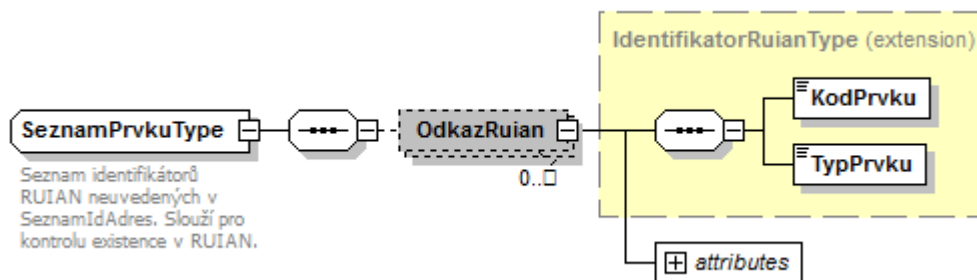 IdentifikatorRuianType (extension)
KodPrvku
SeznamPrvkuType
OdkazRuian
TypPrvku
0..□
Seznam identifikátorů
RUIAN neuvedených v
SeznamIdAdres. Slouží pro
kontrolu existence v RUIAN.
attributes